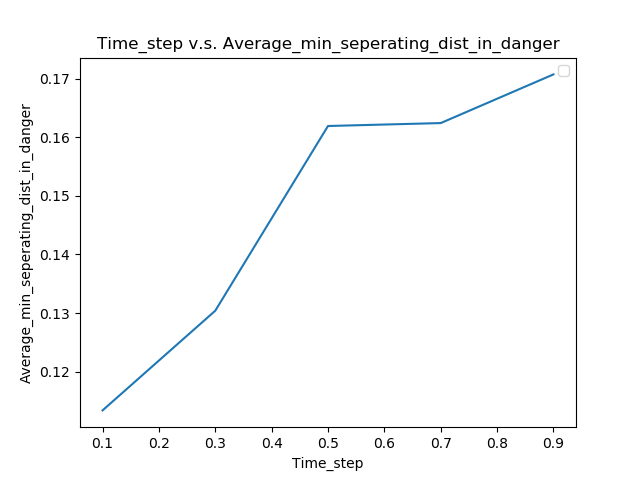 Time_step v.s. Average_min_seperating_dist_in_danger
Average_min_seperating_dist_in_danger
0.17
0.16
0.15
0.14
0.13
0.12
0.1 0.2 0.3 0.4 0.5 0.6 0.7 0.8 0.9
Time_step